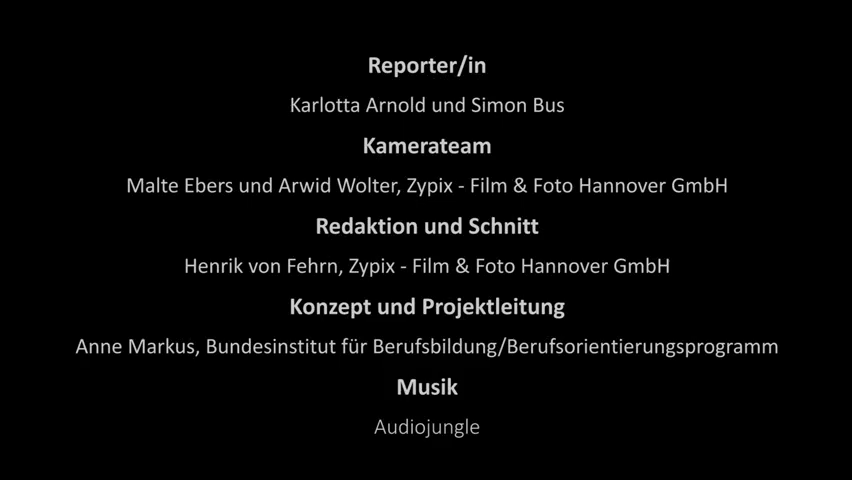 Reporter/in
Karlotta Arnold und Simon Bus
Kamerateam
Malte Ebers und Arwid Wolter, Zypix - Film & Foto Hannover GmbH
Redaktion und Schnitt
Henrik von Fehrn, Zypix - Film & Foto Hannover GmbH
Konzept und Projektleitung
Anne Markus, Bundesinstitut für Berufsbildung/Berufsorientierungsprogramm
Musik
Audiojungle